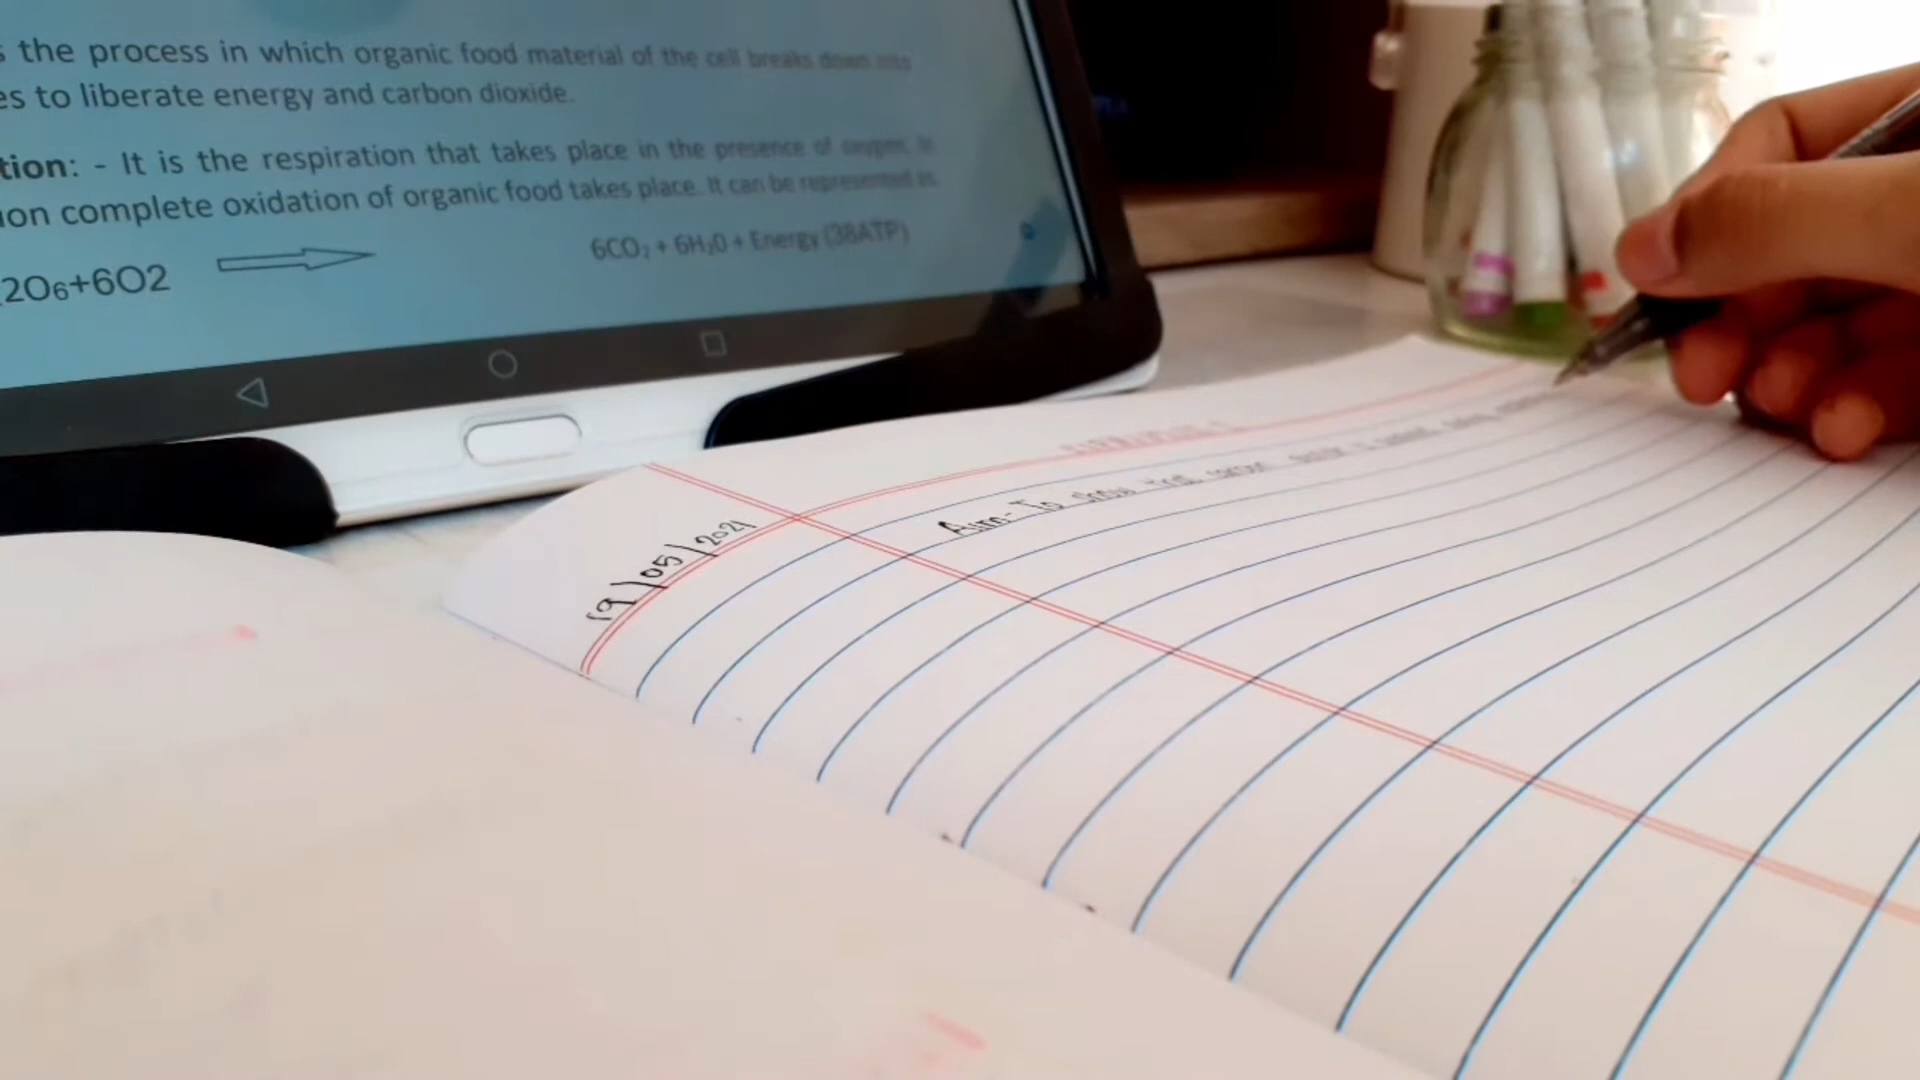 the process in which organic food material of the cell breaks down into
es to liberate energy and carbon dioxide.
tion: - It is the respiration that takes place in the presence of oxygen. In
ion complete oxidation of organic food takes place. It can be represented as
2O₆+6O2 6CO₂ + 6H₂0 + Energy (38ATP)
19/05/2021
Aim- To show that carbon